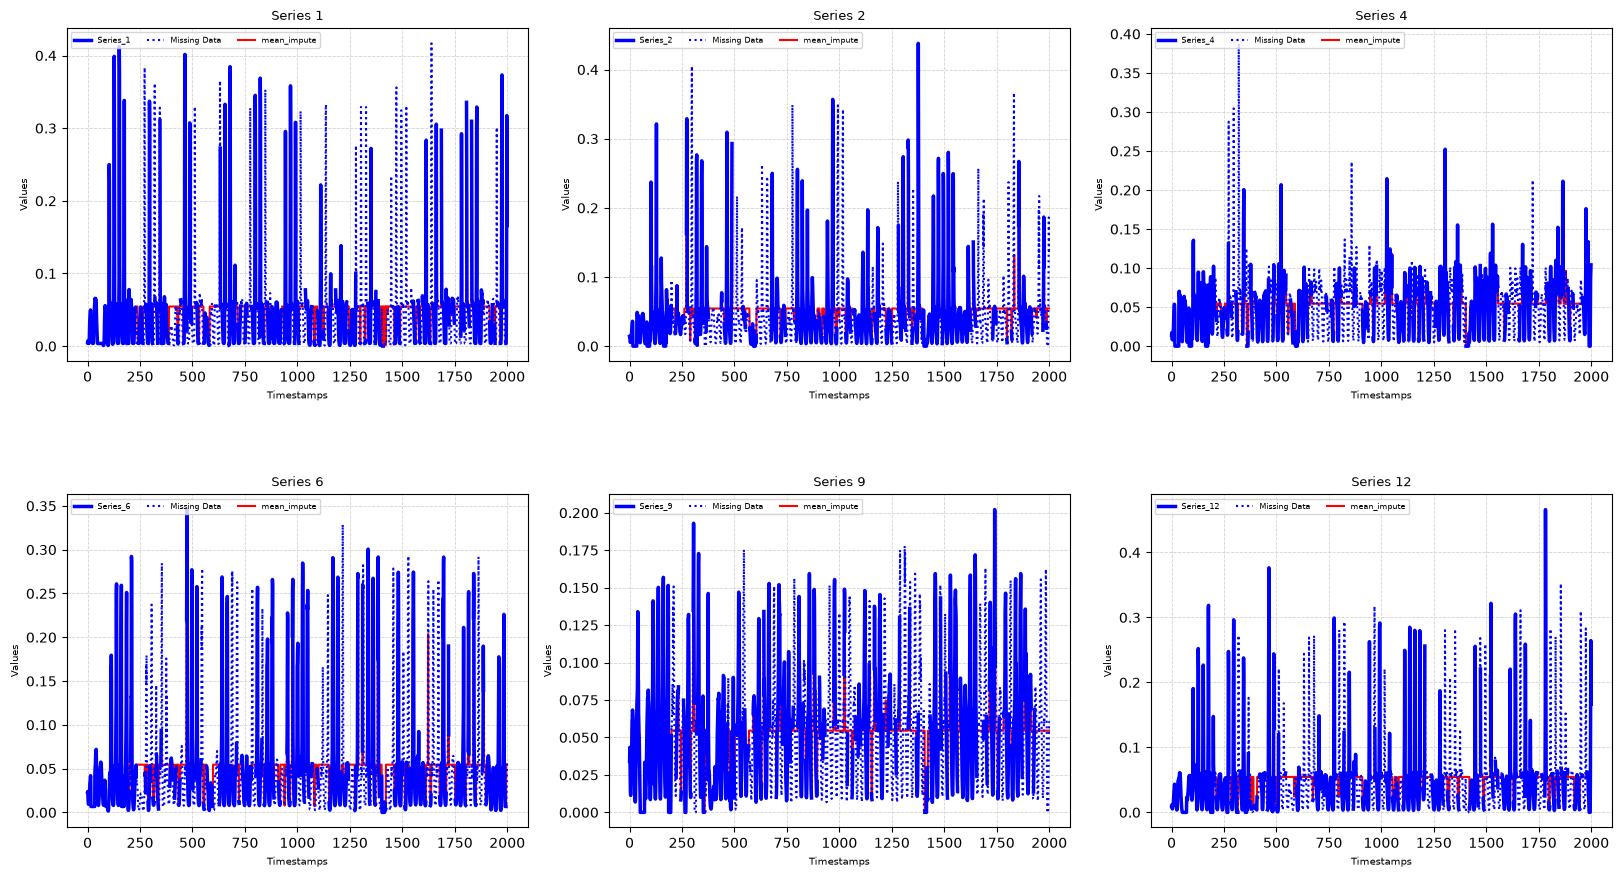 Series 1
Series_1 Missing Data mean_impute
Values
0.4
0.3
0.2
0.1
0.0
0 250 500 750 1000 1250 1500 1750 2000
Timestamps
Series 2
Series_2 Missing Data mean_impute
Values
0.4
0.3
0.2
0.1
0.0
0 250 500 750 1000 1250 1500 1750 2000
Timestamps
Series 4
Series_4 Missing Data mean_impute
Values
0.40
0.35
0.30
0.25
0.20
0.15
0.10
0.05
0.00
0 250 500 750 1000 1250 1500 1750 2000
Timestamps
Series 6
Series_6 Missing Data mean_impute
Values
0.35
0.30
0.25
0.20
0.15
0.10
0.05
0.00
0 250 500 750 1000 1250 1500 1750 2000
Timestamps
Series 9
Series_9 Missing Data mean_impute
Values
0.200
0.175
0.150
0.125
0.100
0.075
0.050
0.025
0.000
0 250 500 750 1000 1250 1500 1750 2000
Timestamps
Series 12
Series_12 Missing Data mean_impute
Values
0.4
0.3
0.2
0.1
0.0
0 250 500 750 1000 1250 1500 1750 2000
Timestamps